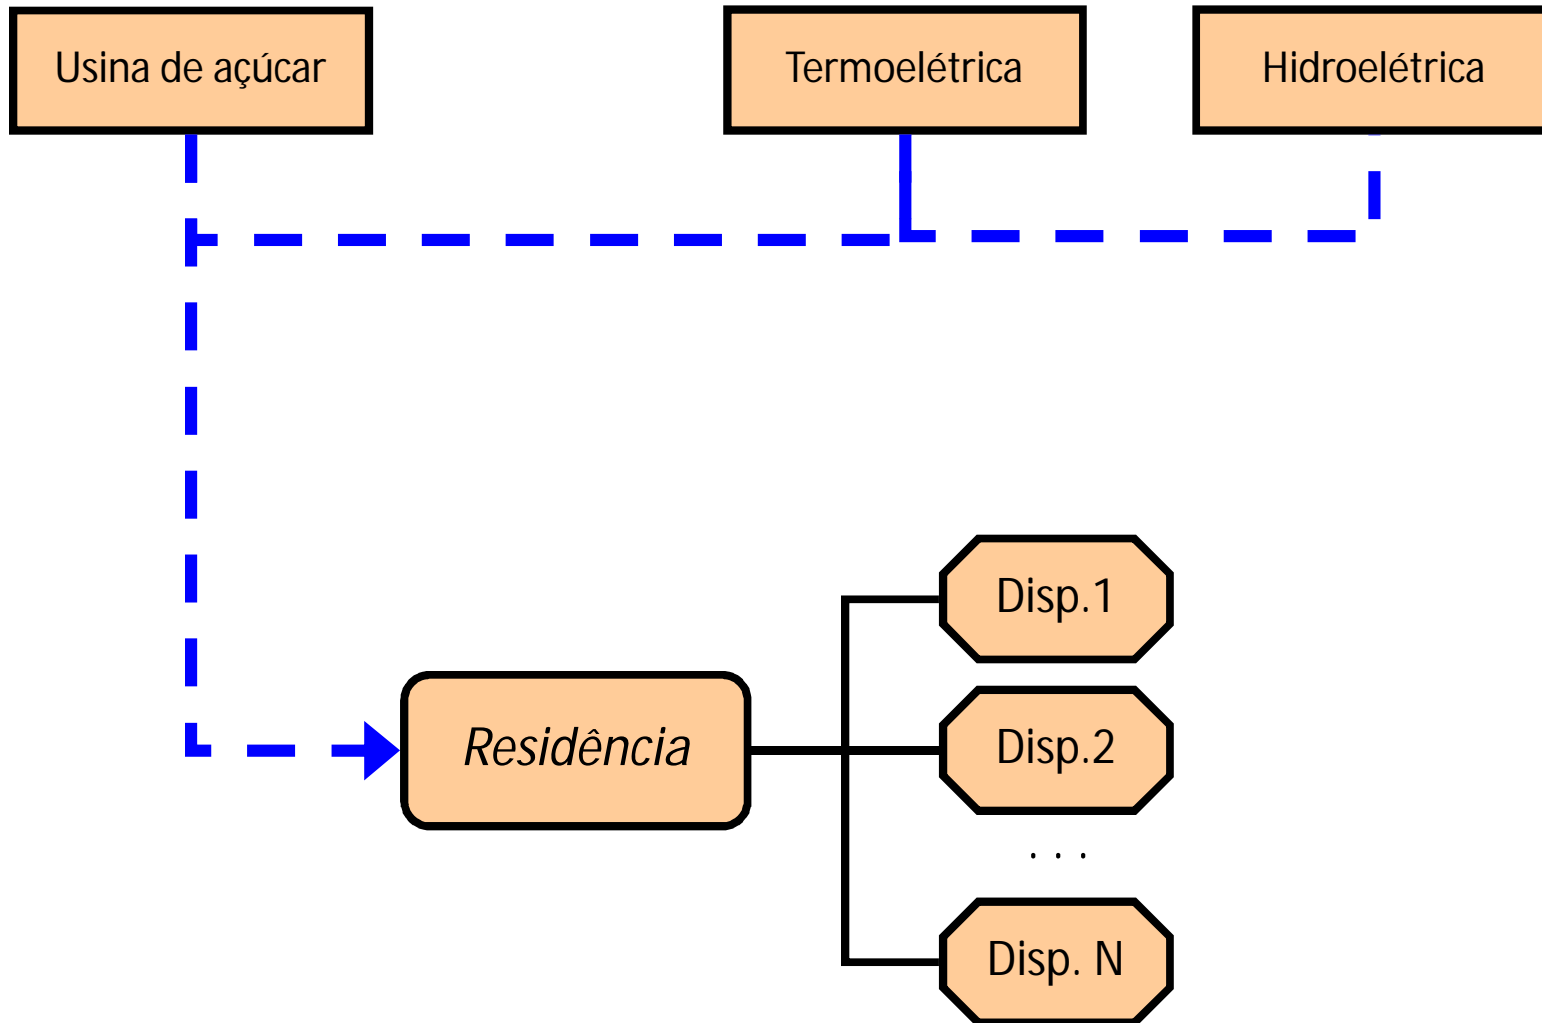 Usina de açúcar
Termoelétrica
Hidroelétrica
Disp.1
Residência
Disp.2
. . .
Disp. N